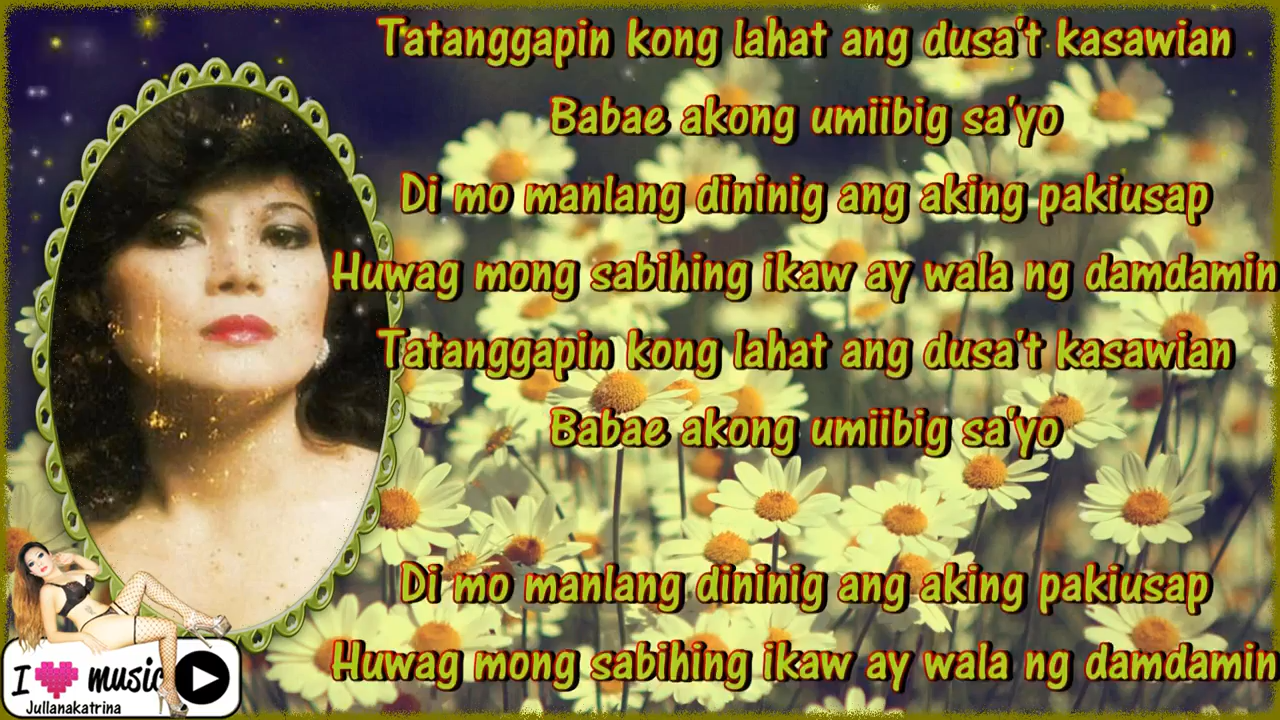 Tatanggapin kong lahat ang dusa't kasawian
Babae akong umiibig sa'yo
Di mo manlang dininig ang aking pakiusap
Huwag mong sabihing ikaw ay wala ng damdamin
Tatanggapin kong lahat ang dusa't kasawian
Babae akong umiibig sa'yo
Di mo manlang dininig ang aking pakiusap
Huwag mong sabihing ikaw ay wala ng damdamin
I music
Jullanakatrina